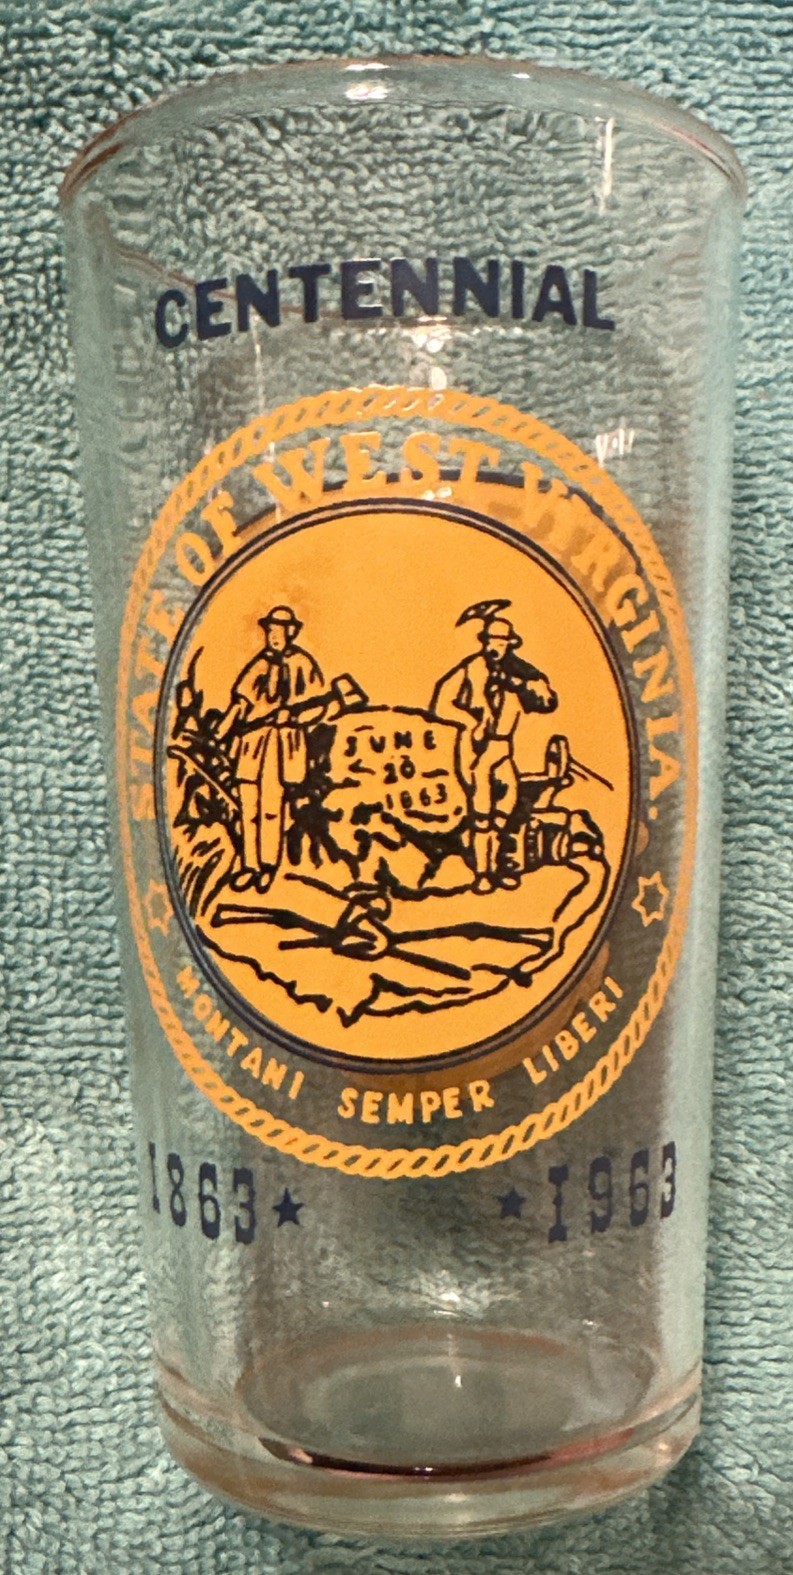 CENTENNIAL
STATE OF WEST VIRGINIA.
JUNE
20
1863
MONTANI SEMPER LIBERI
1863★ ★1963